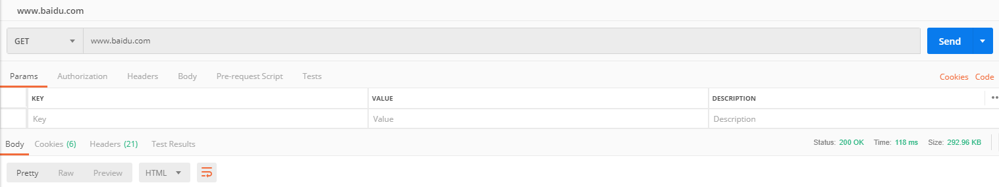 www.baidu.com
GET www.baidu.com Send
Params Authorization Headers Body Pre-request Script Tests Cookies Code
KEY VALUE DESCRIPTION
Key Value Description
Body Cookies (6) Headers (21) Test Results Status: 200 OK Time: 118 ms Size: 292.96 KB
Pretty Raw Preview HTML